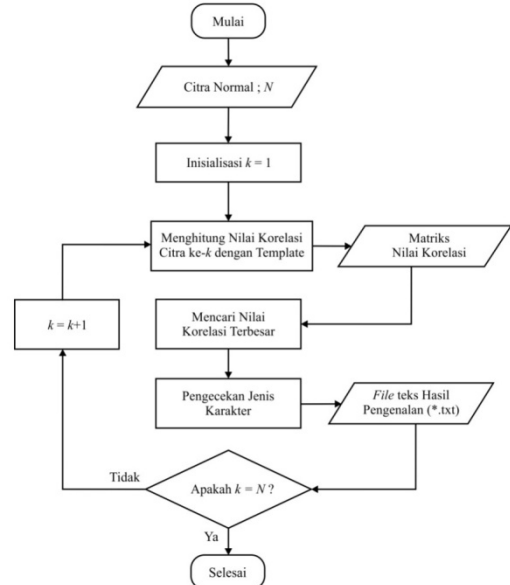 Mulai
Citra Normal ; N
Inisialisasi k = 1
Menghitung Nilai Korelasi
Citra ke-k dengan Template
Matriks
Nilai Korelasi
k = k+1
Mencari Nilai
Korelasi Terbesar
Pengecekan Jenis
Karakter
File teks Hasil
Pengenalan (*.txt)
Tidak
Apakah k = N ?
Ya
Selesai